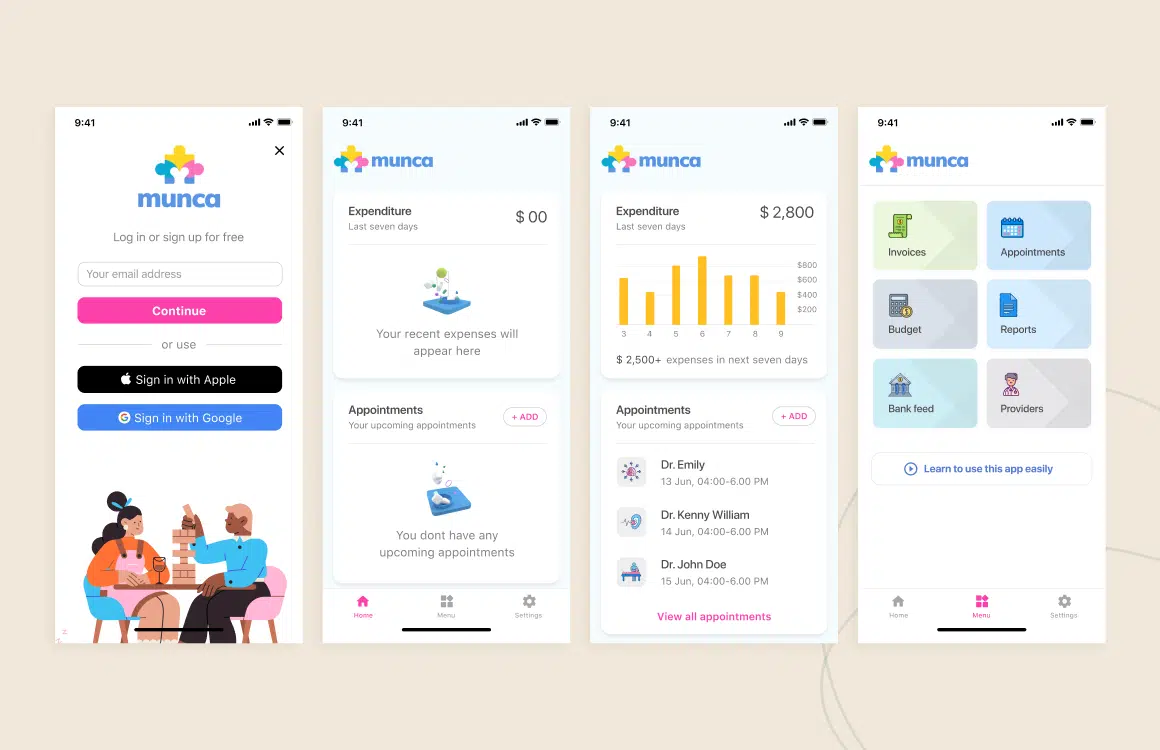 9:41
munca
Log in or sign up for free
Your email address
Continue
or use
Sign in with Apple
Sign in with Google
9:41
munca
Expenditure
Last seven days
$ 00
Your recent expenses will
appear here
Appointments
Your upcoming appointments
+ ADD
You dont have any
upcoming appointments
Home
Menu
Settings
9:41
munca
Expenditure
Last seven days
$ 2,800
$800
$600
$400
$200
3 4 5 6 7 8 9
$ 2,500+ expenses in next seven days
Appointments
Your upcoming appointments
+ ADD
Dr. Emily
13 Jun, 04:00-6.00 PM
Dr. Kenny William
14 Jun, 04:00-6.00 PM
Dr. John Doe
15 Jun, 04:00-6.00 PM
View all appointments
9:41
munca
Invoices
Appointments
Budget
Reports
Bank feed
Providers
Learn to use this app easily
Home
Menu
Settings